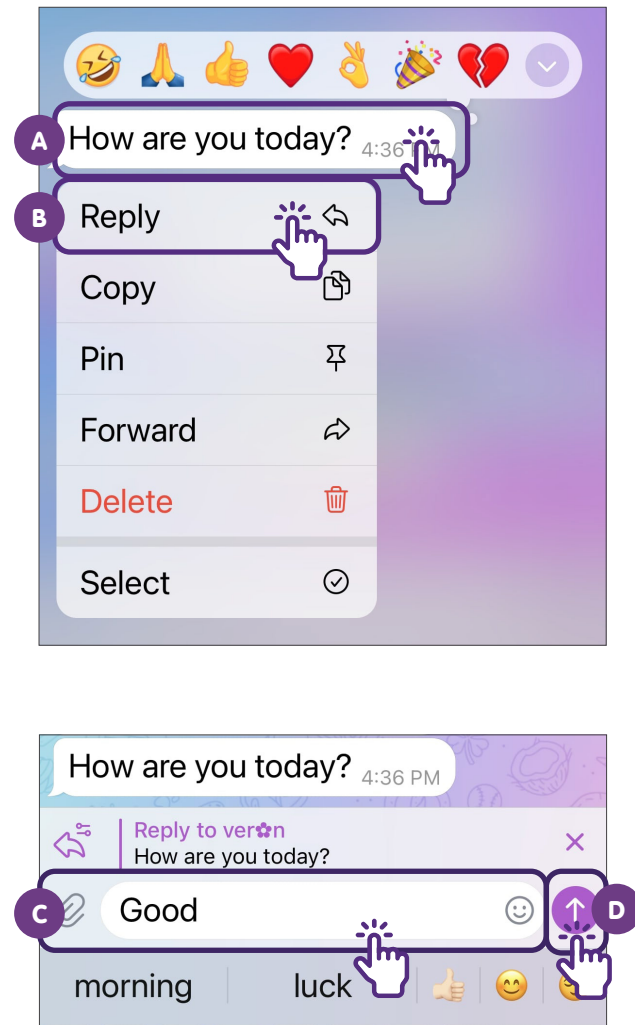 A
How are you today? 4:36 PM
B
Reply
Copy
Pin
Forward
Delete
Select
How are you today? 4:36 PM
Reply to ver✿n
How are you today?
C
Good
D
morning luck